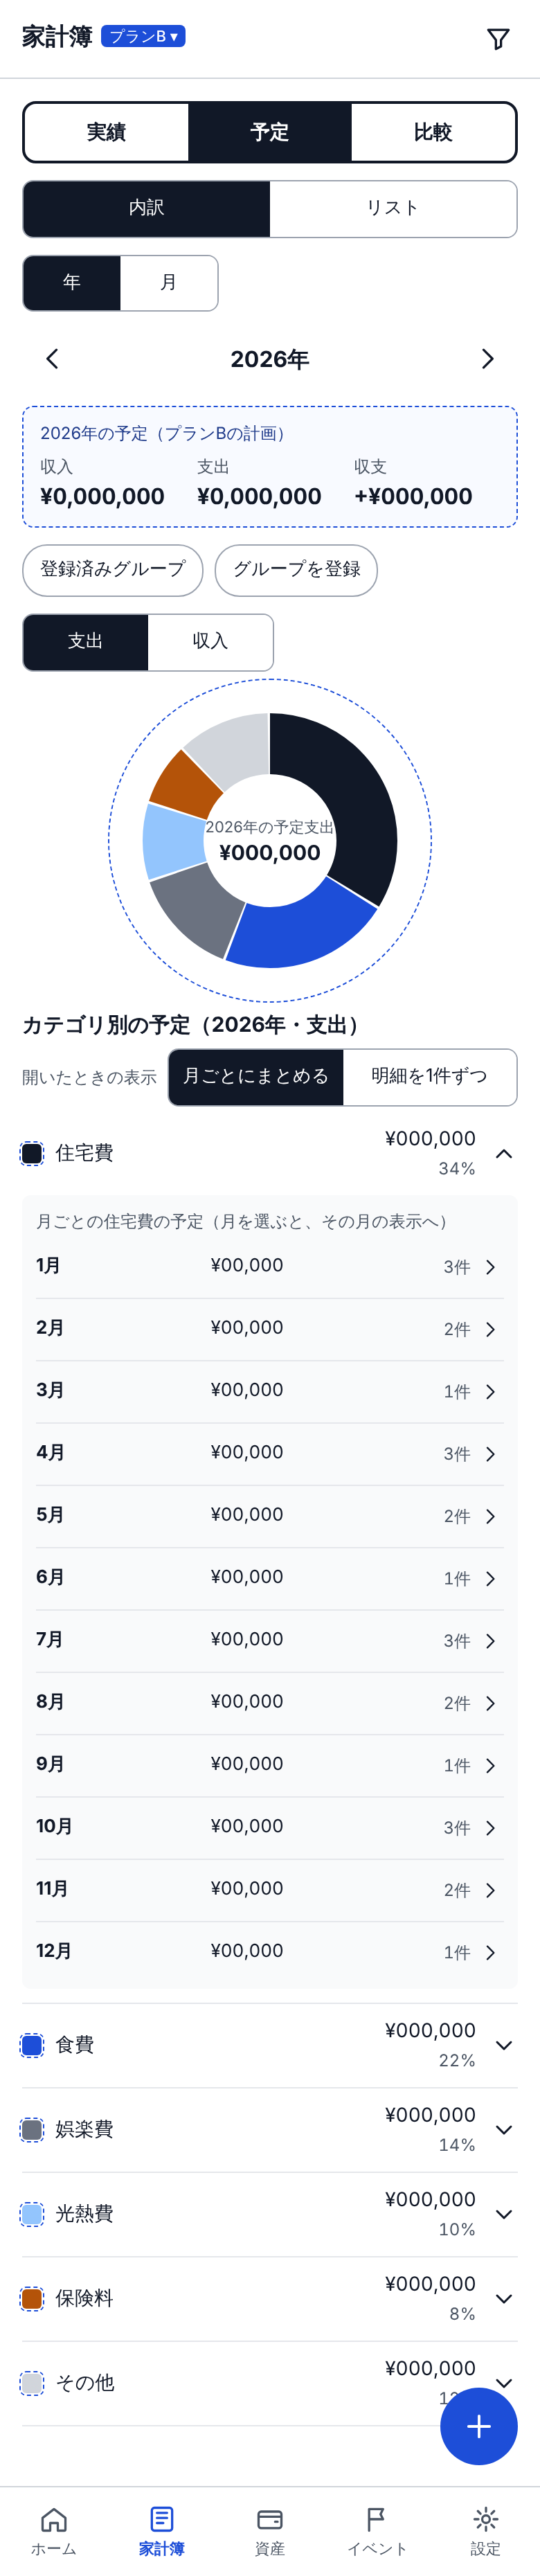 家計簿 プランB ▾
実績 予定 比較
内訳 リスト
年 月
2026年
2026年の予定（プランBの計画）
収入 支出 収支
¥0,000,000 ¥0,000,000 +¥000,000
登録済みグループ グループを登録
支出 収入
2026年の予定支出
¥000,000
カテゴリ別の予定（2026年・支出）
開いたときの表示 月ごとにまとめる 明細を1件ずつ
住宅費 ¥000,000
34%
月ごとの住宅費の予定（月を選ぶと、その月の表示へ）
1月 ¥00,000 3件
2月 ¥00,000 2件
3月 ¥00,000 1件
4月 ¥00,000 3件
5月 ¥00,000 2件
6月 ¥00,000 1件
7月 ¥00,000 3件
8月 ¥00,000 2件
9月 ¥00,000 1件
10月 ¥00,000 3件
11月 ¥00,000 2件
12月 ¥00,000 1件
食費 ¥000,000
22%
娯楽費 ¥000,000
14%
光熱費 ¥000,000
10%
保険料 ¥000,000
8%
その他 ¥000,000
ホーム 家計簿 資産 イベント 設定